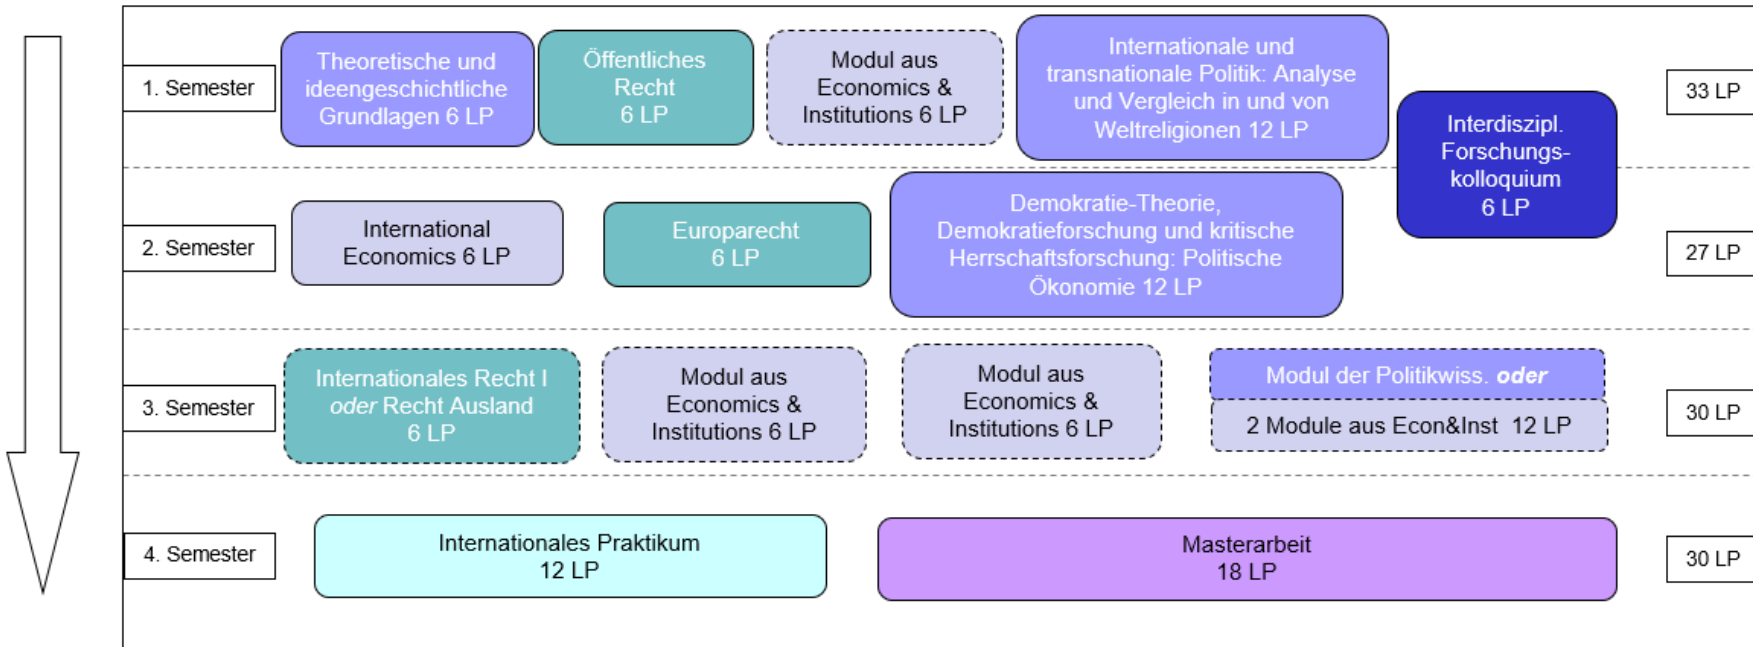 1. Semester
Theoretische und
ideengeschichtliche
Grundlagen 6 LP
Öffentliches
Recht
6 LP
Modul aus
Economics &
Institutions 6 LP
Internationale und
transnationale Politik: Analyse
und Vergleich in und von
Weltreligionen 12 LP
Interdiszipl.
Forschungs-
kolloquium
6 LP
33 LP
2. Semester
International
Economics 6 LP
Europarecht
6 LP
Demokratie-Theorie,
Demokratieforschung und kritische
Herrschaftsforschung: Politische
Ökonomie 12 LP
27 LP
3. Semester
Internationales Recht I
oder Recht Ausland
6 LP
Modul aus
Economics &
Institutions 6 LP
Modul aus
Economics &
Institutions 6 LP
Modul der Politikwiss. oder
2 Module aus Econ&Inst 12 LP
30 LP
4. Semester
Internationales Praktikum
12 LP
Masterarbeit
18 LP
30 LP